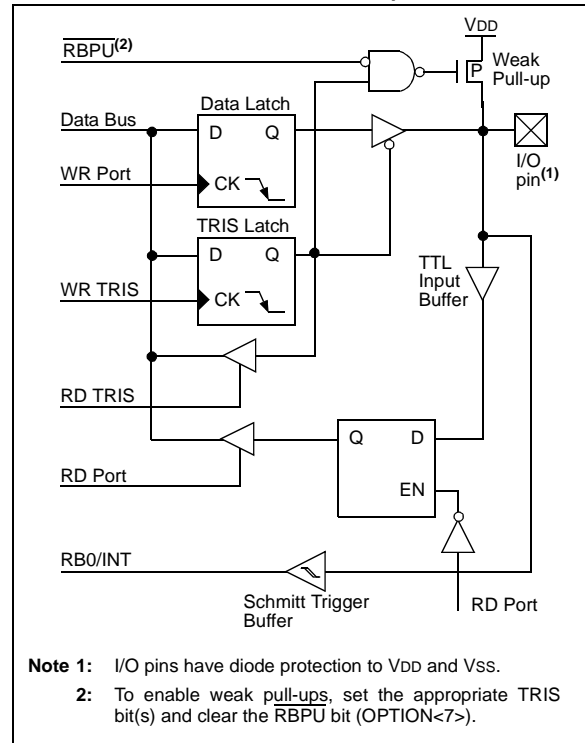 VDD
RBPU(2)
P
Weak
Pull-up
Data Latch
Data Bus
D
Q
I/O
pin(1)
WR Port
CK
TRIS Latch
D
Q
TTL
Input
Buffer
WR TRIS
CK
RD TRIS
Q
D
RD Port
EN
RB0/INT
Schmitt Trigger
Buffer
RD Port
Note 1: I/O pins have diode protection to VDD and VSS.
2: To enable weak pull-ups, set the appropriate TRIS
bit(s) and clear the RBPU bit (OPTION<7>).